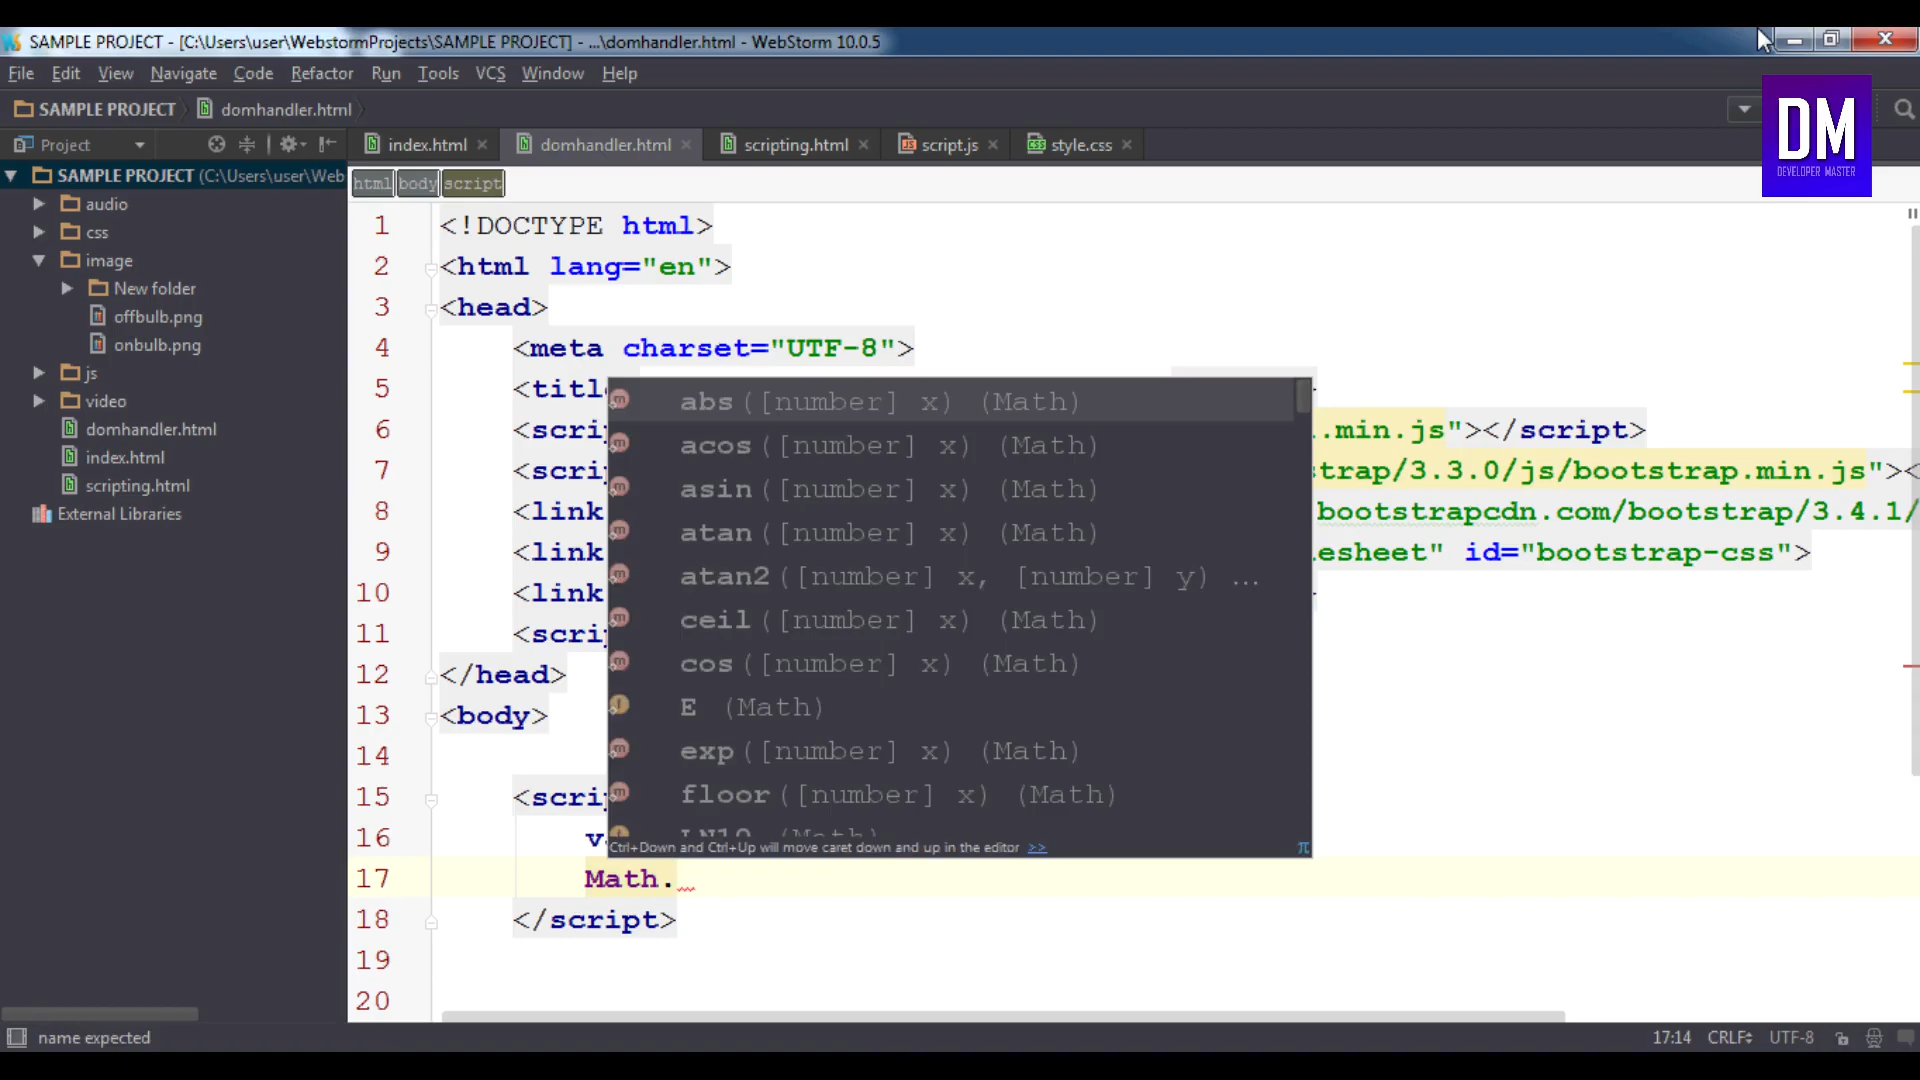 SAMPLE PROJECT - [C:\Users\user\WebstormProjects\SAMPLE PROJECT] - ...\domhandler.html - WebStorm 10.0.5
File Edit View Navigate Code Refactor Run Tools VCS Window Help
SAMPLE PROJECT domhandler.html
DM
DEVELOPER MASTER
Project
index.html domhandler.html scripting.html script.js style.css
SAMPLE PROJECT (C:\Users\user\Web
audio
css
image
New folder
offbulb.png
onbulb.png
js
video
domhandler.html
index.html
scripting.html
External Libraries
html body script
1 <!DOCTYPE html>
2 <html lang="en">
3 <head>
4 <meta charset="UTF-8">
5 <titl
6 <scri .min.js"></script>
7 <scri strap/3.3.0/js/bootstrap.min.js"><
8 <link bootstrapcdn.com/bootstrap/3.4.1/
9 <link esheet" id="bootstrap-css">
10 <link
11 <scri
12 </head>
13 <body>
14
15 <scri
16 v
17 Math.
18 </script>
19
20
abs([number] x) (Math)
acos([number] x) (Math)
asin([number] x) (Math)
atan([number] x) (Math)
atan2([number] x, [number] y) ...
ceil([number] x) (Math)
cos([number] x) (Math)
E (Math)
exp([number] x) (Math)
floor([number] x) (Math)
LN10 (Math)
Ctrl+Down and Ctrl+Up will move caret down and up in the editor >> π
name expected 17:14 CRLF UTF-8